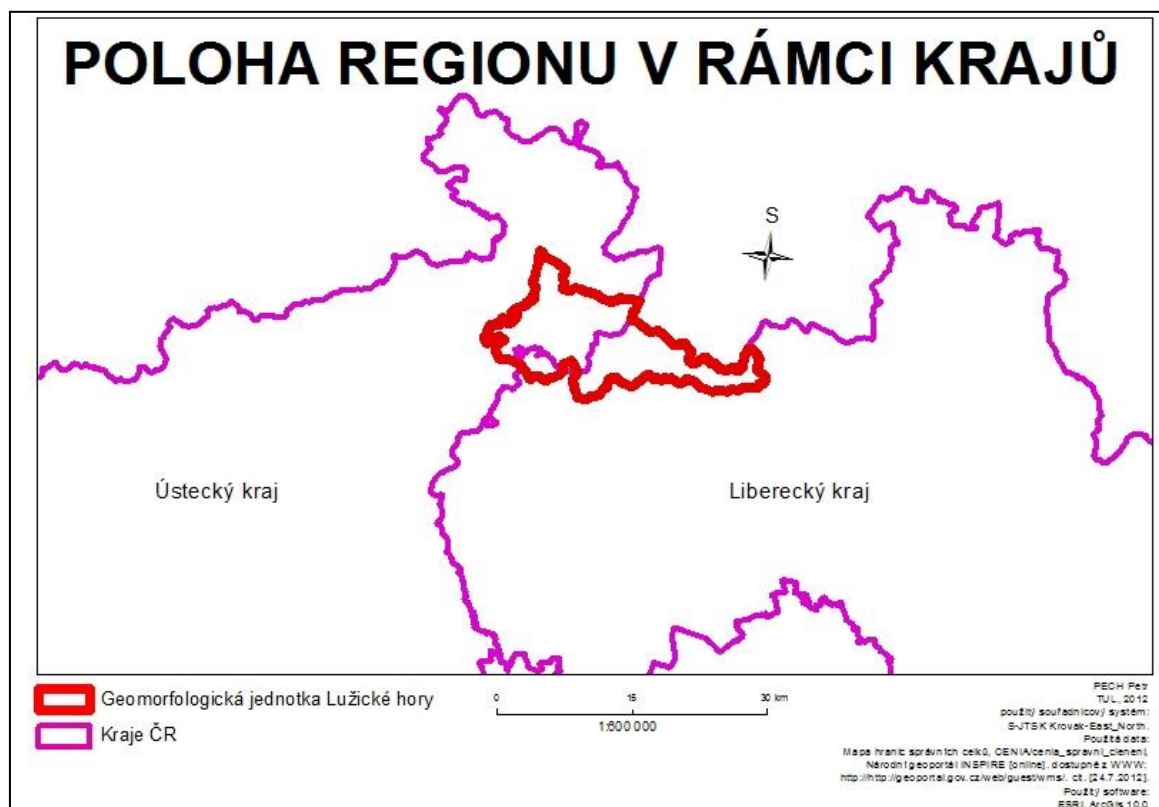 POLOHA REGIONU V RÁMCI KRAJŮ
S
Ústecký kraj
Liberecký kraj
Geomorfologická jednotka Lužické hory
Kraje ČR
0 15 30 km
1:600 000
PECH Petr
TUL, 2012
použitý souřadnicový systém:
S-JTSK Krovak-East_North.
Použitá data:
Mapa hranic správních celků, CENIA/cenia_spravni_cleneni,
Národní geoportál INSPIRE [online]. dostupné z WWW:
http://http://geoportal.gov.cz/web/guest/wms/. cit. [24.7.2012].
Použitý software:
ESRI, ArcGis 10.0